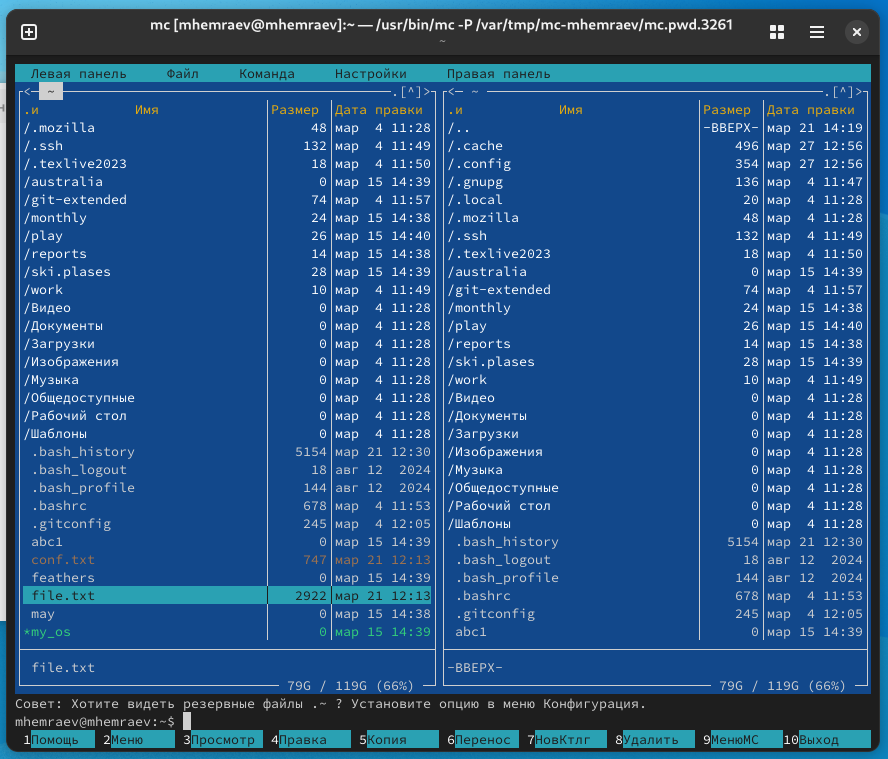 mc [mhemraev@mhemraev]:~ — /usr/bin/mc -P /var/tmp/mc-mhemraev/mc.pwd.3261
~
Левая панель Файл Команда Настройки Правая панель
<— ~ .[^]> <— ~ .[^]>
.и Имя Размер Дата правки .и Имя Размер Дата правки
/.mozilla 48 мар 4 11:28 /.. -ВВЕРХ- мар 21 14:19
/.ssh 132 мар 4 11:49 /.cache 496 мар 27 12:56
/.texlive2023 18 мар 4 11:50 /.config 354 мар 27 12:56
/australia 0 мар 15 14:39 /.gnupg 136 мар 4 11:47
/git-extended 74 мар 4 11:57 /.local 20 мар 4 11:28
/monthly 24 мар 15 14:38 /.mozilla 48 мар 4 11:28
/play 26 мар 15 14:40 /.ssh 132 мар 4 11:49
/reports 14 мар 15 14:38 /.texlive2023 18 мар 4 11:50
/ski.plases 28 мар 15 14:39 /australia 0 мар 15 14:39
/work 10 мар 4 11:49 /git-extended 74 мар 4 11:57
/Видео 0 мар 4 11:28 /monthly 24 мар 15 14:38
/Документы 0 мар 4 11:28 /play 26 мар 15 14:40
/Загрузки 0 мар 4 11:28 /reports 14 мар 15 14:38
/Изображения 0 мар 4 11:28 /ski.plases 28 мар 15 14:39
/Музыка 0 мар 4 11:28 /work 10 мар 4 11:49
/Общедоступные 0 мар 4 11:28 /Видео 0 мар 4 11:28
/Рабочий стол 0 мар 4 11:28 /Документы 0 мар 4 11:28
/Шаблоны 0 мар 4 11:28 /Загрузки 0 мар 4 11:28
.bash_history 5154 мар 21 12:30 /Изображения 0 мар 4 11:28
.bash_logout 18 авг 12 2024 /Музыка 0 мар 4 11:28
.bash_profile 144 авг 12 2024 /Общедоступные 0 мар 4 11:28
.bashrc 678 мар 4 11:53 /Рабочий стол 0 мар 4 11:28
.gitconfig 245 мар 4 12:05 /Шаблоны 0 мар 4 11:28
abc1 0 мар 15 14:39 .bash_history 5154 мар 21 12:30
conf.txt 747 мар 21 12:13 .bash_logout 18 авг 12 2024
feathers 0 мар 15 14:39 .bash_profile 144 авг 12 2024
file.txt 2922 мар 21 12:13 .bashrc 678 мар 4 11:53
may 0 мар 15 14:38 .gitconfig 245 мар 4 12:05
*my_os 0 мар 15 14:39 abc1 0 мар 15 14:39
file.txt -ВВЕРХ-
79G / 119G (66%) 79G / 119G (66%)
Совет: Хотите видеть резервные файлы .~ ? Установите опцию в меню Конфигурация.
mhemraev@mhemraev:~$
1Помощь 2Меню 3Просмотр 4Правка 5Копия 6Перенос 7НовКтлг 8Удалить 9МенюМС 10Выход